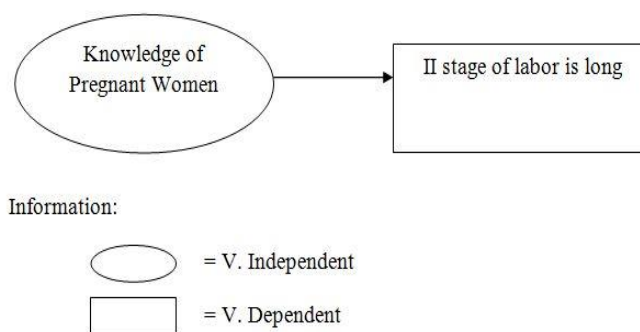 Knowledge of
Pregnant Women
II stage of labor is long
Information:
= V. Independent
= V. Dependent